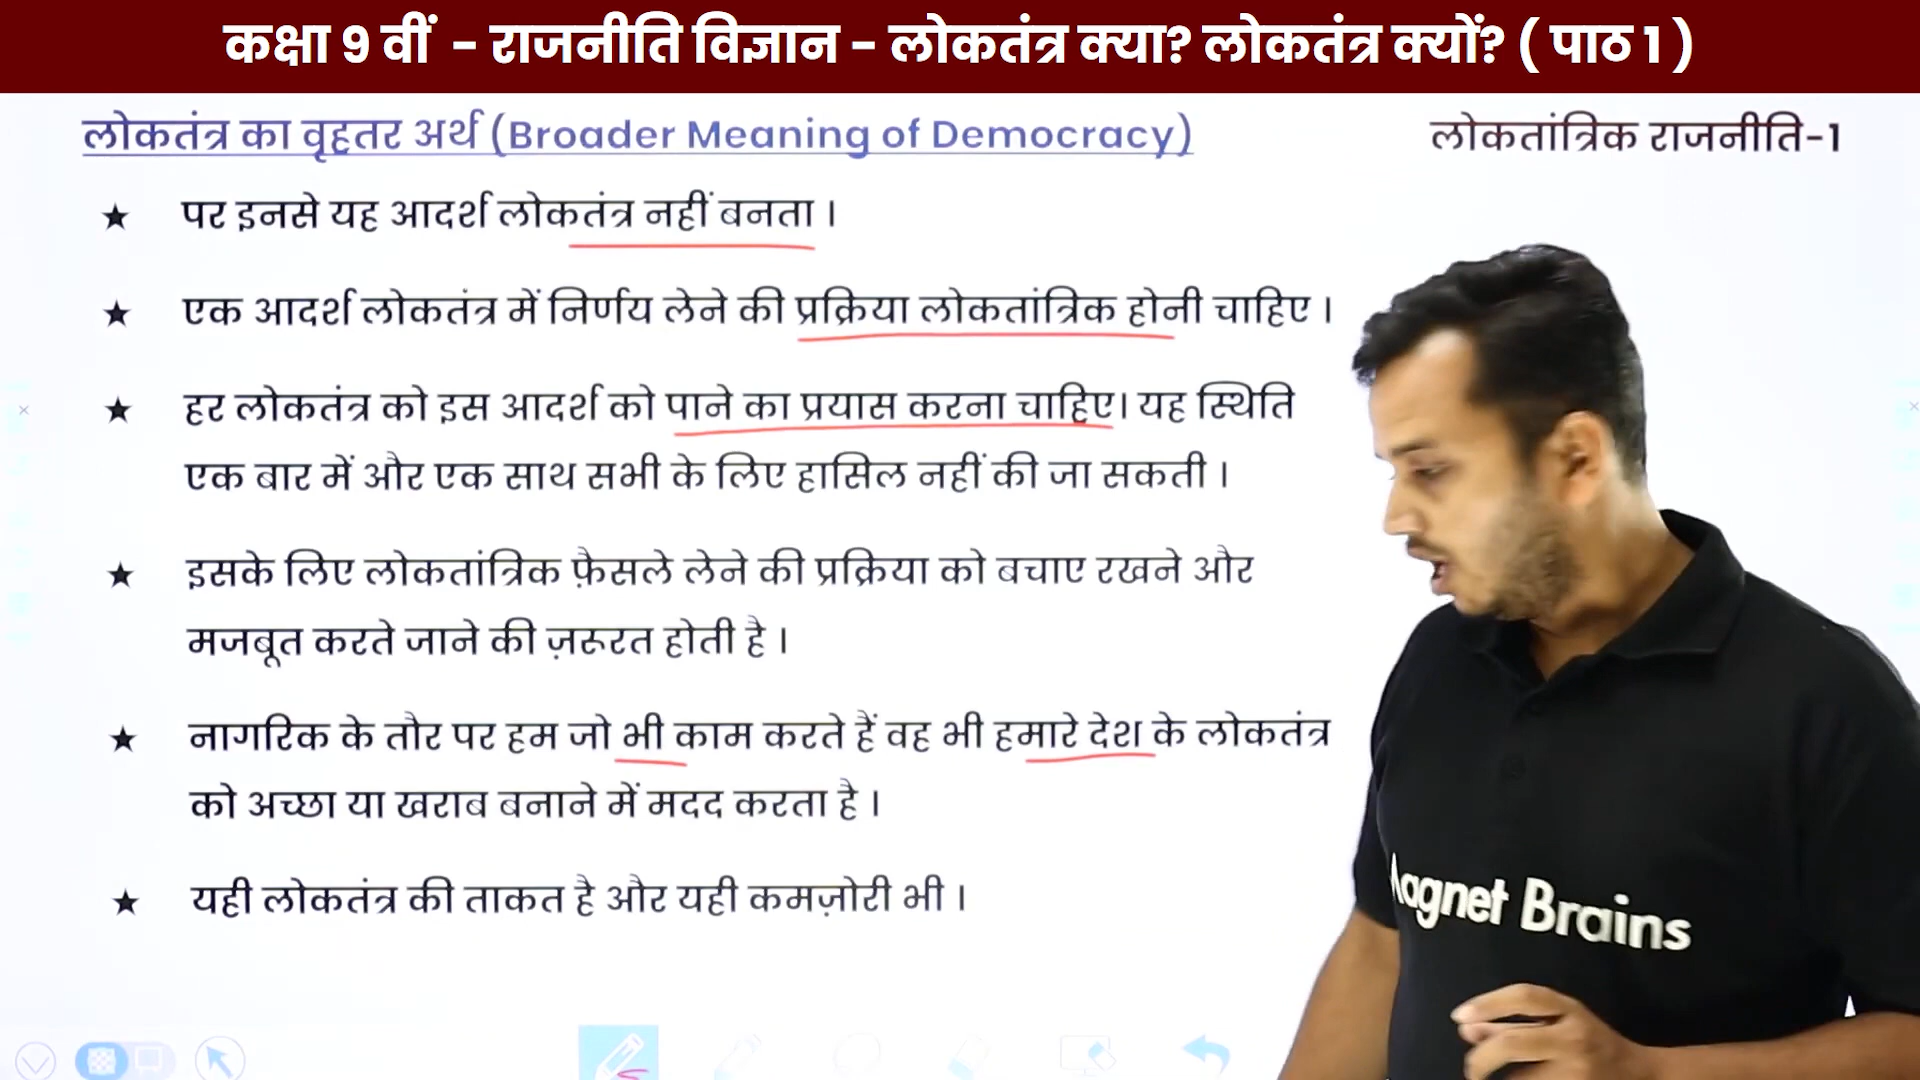 कक्षा 9 वीं - राजनीति विज्ञान - लोकतंत्र क्या? लोकतंत्र क्यों? ( पाठ 1 )
लोकतंत्र का वृहतर अर्थ (Broader Meaning of Democracy)
लोकतांत्रिक राजनीति-1
★ पर इनसे यह आदर्श लोकतंत्र नहीं बनता ।
★ एक आदर्श लोकतंत्र में निर्णय लेने की प्रक्रिया लोकतांत्रिक होनी चाहिए ।
★ हर लोकतंत्र को इस आदर्श को पाने का प्रयास करना चाहिए। यह स्थिति
एक बार में और एक साथ सभी के लिए हासिल नहीं की जा सकती ।
★ इसके लिए लोकतांत्रिक फ़ैसले लेने की प्रक्रिया को बचाए रखने और
मजबूत करते जाने की ज़रूरत होती है ।
★ नागरिक के तौर पर हम जो भी काम करते हैं वह भी हमारे देश के लोकतंत्र
को अच्छा या खराब बनाने में मदद करता है ।
★ यही लोकतंत्र की ताकत है और यही कमज़ोरी भी ।
Brains